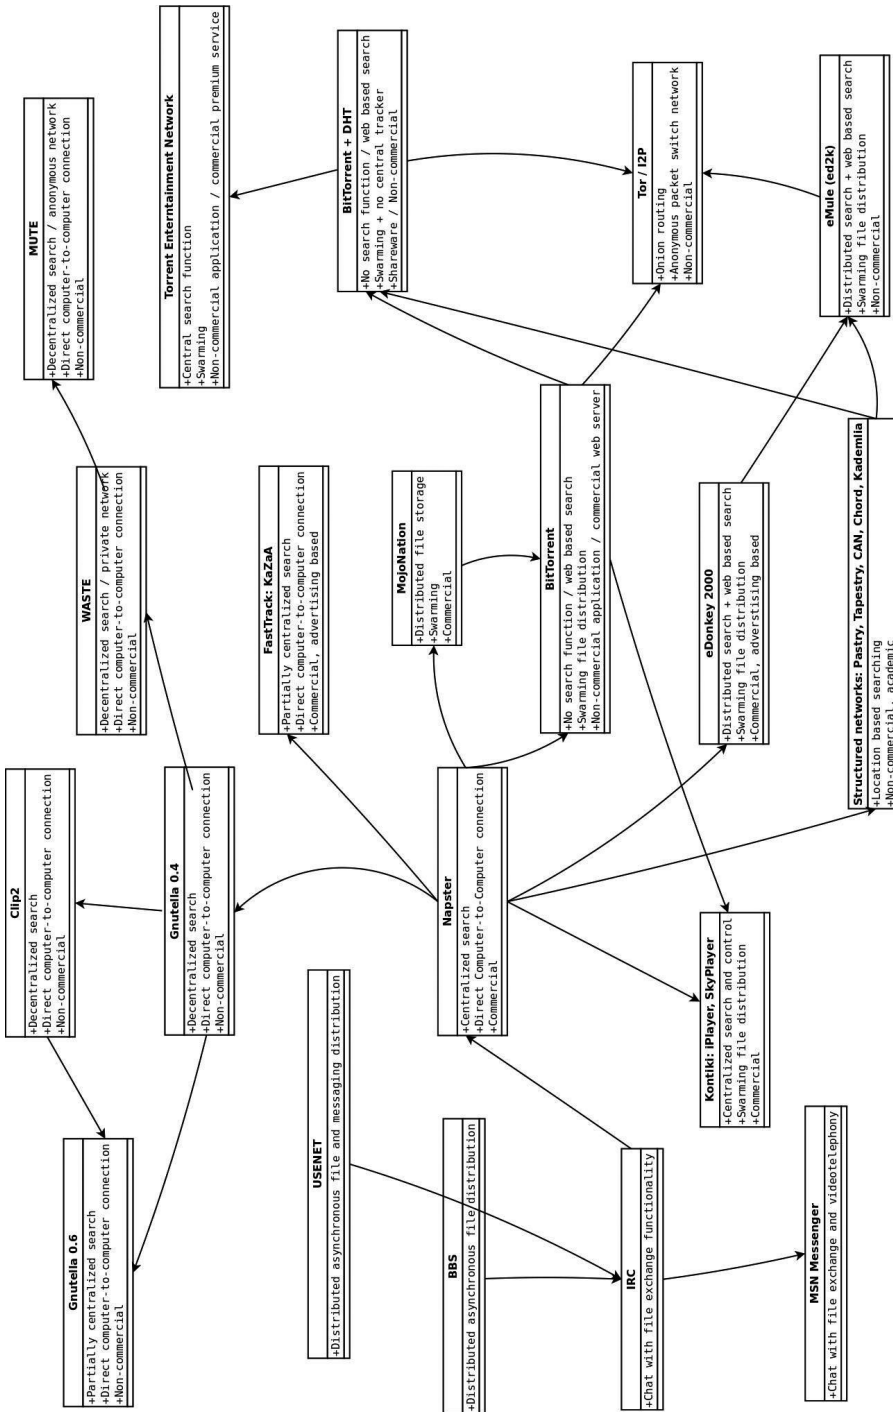 Clip2
+Decentralized search
+Direct computer-to-computer connection
+Non-commercial
MUTE
+Decentralized search / anonymous network
+Direct computer-to-computer connection
+Non-commercial
Gnutella 0.6
+Partially centralized search
+Direct computer-to-computer connection
+Non-commercial
WASTE
+Decentralized search / private network
+Direct computer-to-computer connection
+Non-commercial
Gnutella 0.4
+Decentralized search
+Direct computer-to-computer connection
+Non-commercial
Torrent Enterntainment Network
+Central search function
+Swarming
+Non-commercial application / commercial premium service
FastTrack: KaZaA
+Partially centralized search
+Direct computer-to-computer connection
+Commercial, advertising based
USENET
+Distributed asynchronous file and messaging distribution
BitTorrent + DHT
+No search function / web based search
+Swarming + no central tracker
+Shareware / Non-commercial
MojoNation
+Distributed file storage
+Swarming
+Commercial
BBS
+Distributed asynchronous file distribution
Napster
+Centralized search
+Direct Computer-to-Computer connection
+Commercial
BitTorrent
+No search function / web based search
+Swarming file distribution
+Non-commercial application / commercial web server
IRC
+Chat with file exchange functionality
Tor / I2P
+Onion routing
+Anonymous packet switch network
+Non-commercial
Kontiki: iPlayer, SkyPlayer
+Centralized search and control
+Swarming file distribution
+Commercial
eDonkey 2000
+Distributed search + web based search
+Swarming file distribution
+Commercial, adverstising based
MSN Messenger
+Chat with file exchange and videotelephony
eMule (ed2k)
+Distributed search + web based search
+Swarming file distribution
+Non-commercial
Structured networks: Pastry, Tapestry, CAN, Chord, Kademlia
+Location based searching
+Non-commercial, academic